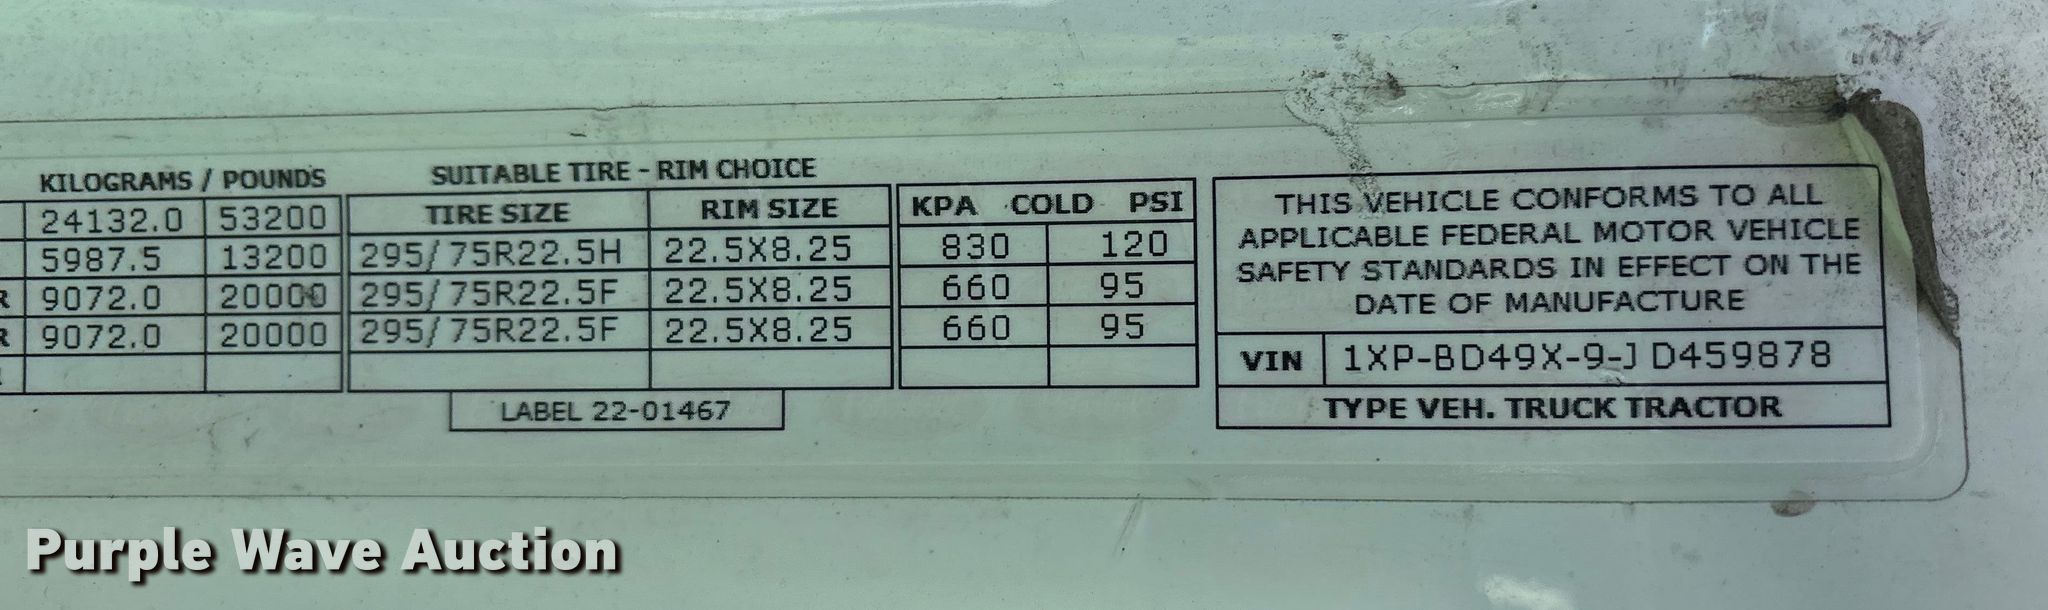 KILOGRAMS / POUNDS SUITABLE TIRE - RIM CHOICE
TIRE SIZE RIM SIZE KPA COLD PSI
24132.0 53200
5987.5 13200 295/75R22.5H 22.5X8.25 830 120
R 9072.0 20000 295/75R22.5F 22.5X8.25 660 95
R 9072.0 20000 295/75R22.5F 22.5X8.25 660 95
LABEL 22-01467
THIS VEHICLE CONFORMS TO ALL
APPLICABLE FEDERAL MOTOR VEHICLE
SAFETY STANDARDS IN EFFECT ON THE
DATE OF MANUFACTURE
VIN 1XP-BD49X-9-J D459878
TYPE VEH. TRUCK TRACTOR
Purple Wave Auction